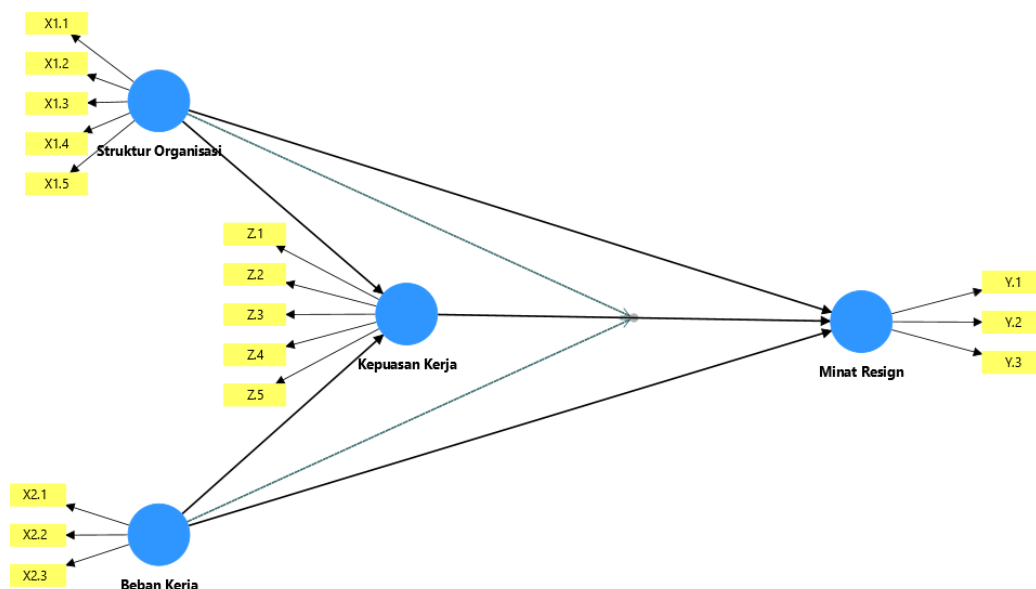 X1.1
X1.2
X1.3
X1.4
X1.5
Struktur Organisasi
Z.1
Z.2
Z.3
Z.4
Z.5
Kepuasan Kerja
Y.1
Y.2
Y.3
Minat Resign
X2.1
X2.2
X2.3
Beban Kerja